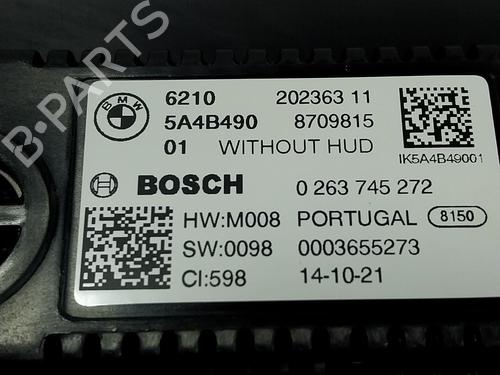 BMW
6210 202363 11
5A4B490 8709815
01 WITHOUT HUD
IK5A4B49001
BOSCH 0 263 745 272
HW:M008 PORTUGAL 8150
SW:0098 0003655273
CI:598 14-10-21
B-PARTS